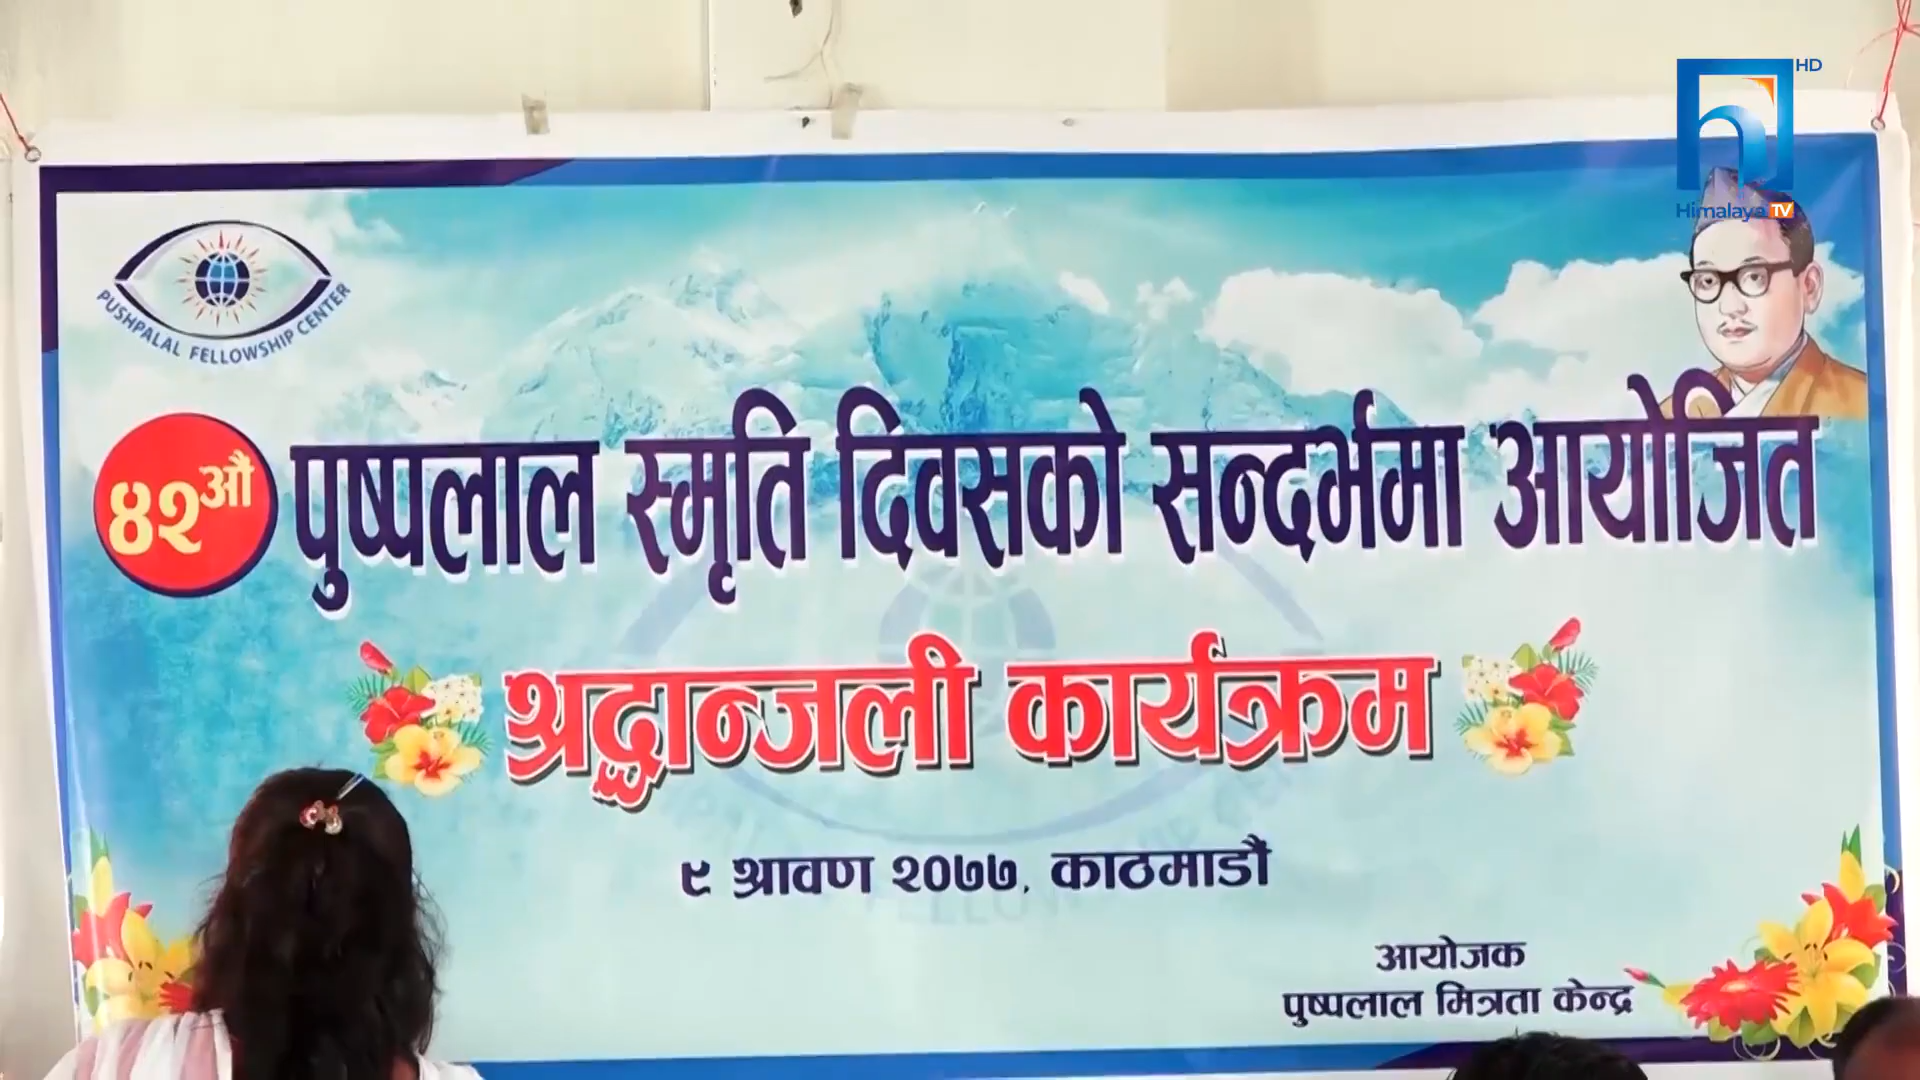 HD
Himalaya TV
PUSHPALAL FELLOWSHIP CENTER
४२औं पुष्पलाल स्मृति दिवसको सन्दर्भमा आयोजित
श्रद्धान्जली कार्यक्रम
९ श्रावण २०७७, काठमाडौं
आयोजक
पुष्पलाल मित्रता केन्द्र